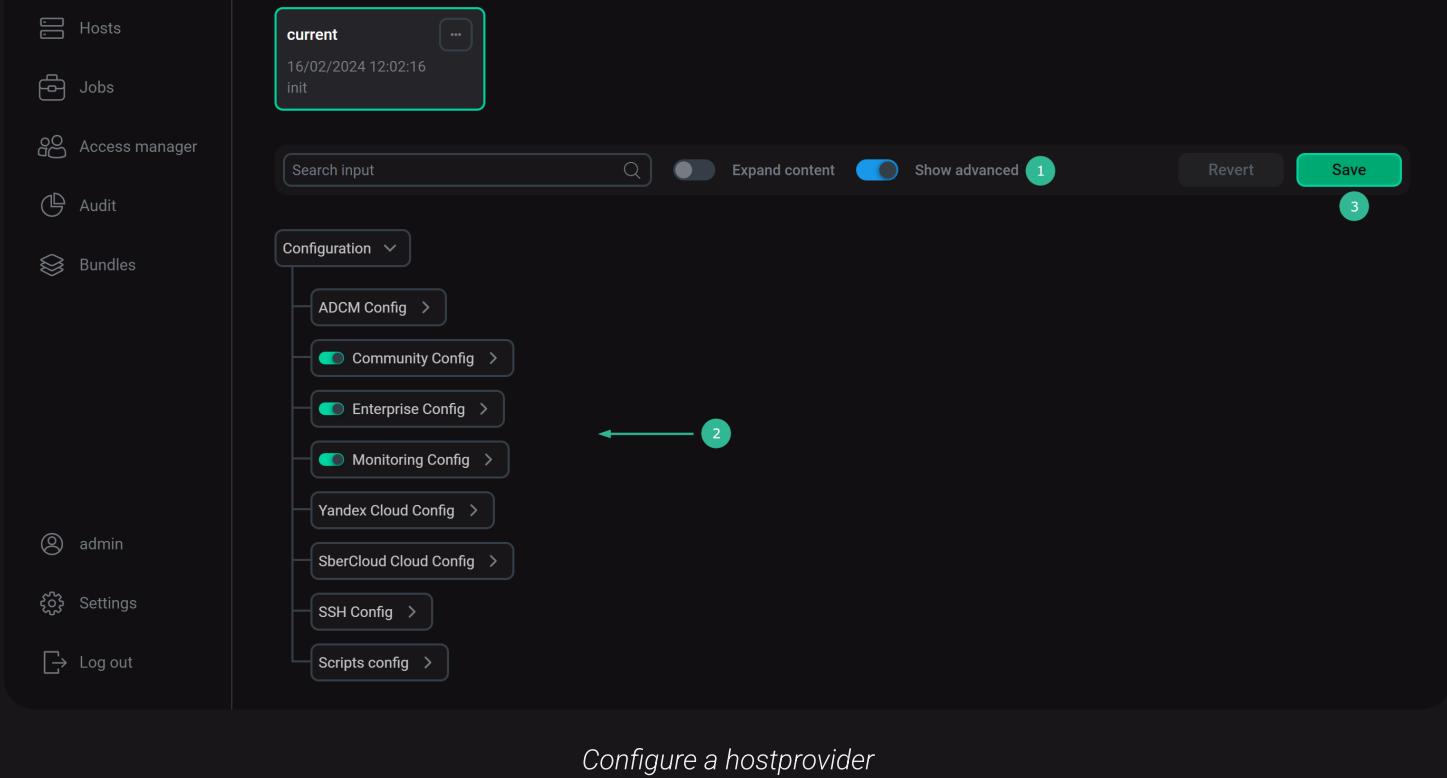 Hosts
Jobs
Access manager
Audit
Bundles
admin
Settings
Log out
current
...
16/02/2024 12:02:16
init
Search input
Expand content
Show advanced
1
Revert
Save
3
Configuration
ADCM Config
Community Config
Enterprise Config
2
Monitoring Config
Yandex Cloud Config
SberCloud Cloud Config
SSH Config
Scripts config
Configure a hostprovider